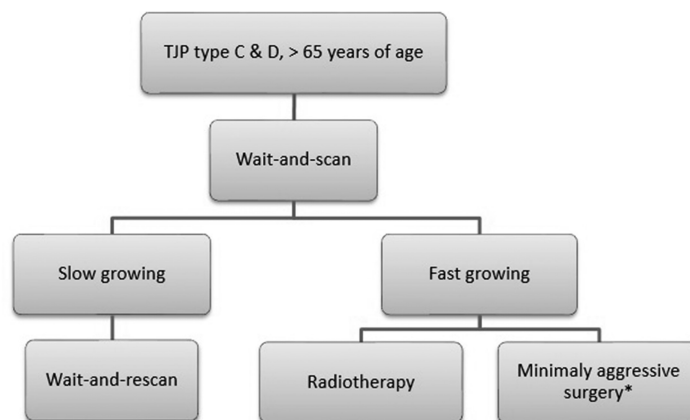 TJP type C & D, > 65 years of age
Wait-and-scan
Slow growing
Fast growing
Wait-and-rescan
Radiotherapy
Minimaly aggressive
surgery*